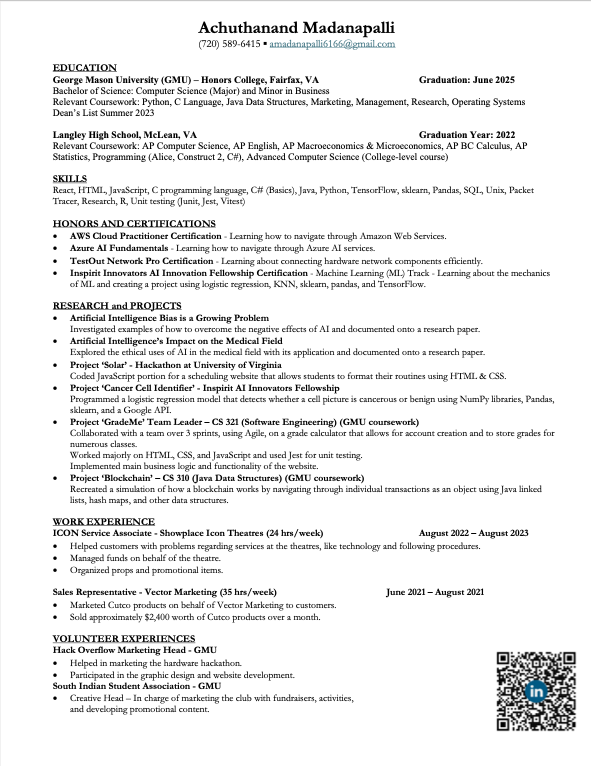 Achuthanand Madanapalli
(720) 589-6415 ▪ amadanapalli6166@gmail.com
EDUCATION
George Mason University (GMU) – Honors College, Fairfax, VA Graduation: June 2025
Bachelor of Science: Computer Science (Major) and Minor in Business
Relevant Coursework: Python, C Language, Java Data Structures, Marketing, Management, Research, Operating Systems
Dean's List Summer 2023
Langley High School, McLean, VA Graduation Year: 2022
Relevant Coursework: AP Computer Science, AP English, AP Macroeconomics & Microeconomics, AP BC Calculus, AP
Statistics, Programming (Alice, Construct 2, C#), Advanced Computer Science (College-level course)
SKILLS
React, HTML, JavaScript, C programming language, C# (Basics), Java, Python, TensorFlow, sklearn, Pandas, SQL, Unix, Packet
Tracer, Research, R, Unit testing (Junit, Jest, Vitest)
HONORS AND CERTIFICATIONS
• AWS Cloud Practitioner Certification - Learning how to navigate through Amazon Web Services.
• Azure AI Fundamentals - Learning how to navigate through Azure AI services.
• TestOut Network Pro Certification - Learning about connecting hardware network components efficiently.
• Inspirit Innovators AI Innovation Fellowship Certification - Machine Learning (ML) Track - Learning about the mechanics
of ML and creating a project using logistic regression, KNN, sklearn, pandas, and TensorFlow.
RESEARCH and PROJECTS
• Artificial Intelligence Bias is a Growing Problem
Investigated examples of how to overcome the negative effects of AI and documented onto a research paper.
• Artificial Intelligence's Impact on the Medical Field
Explored the ethical uses of AI in the medical field with its application and documented onto a research paper.
• Project 'Solar' - Hackathon at University of Virginia
Coded JavaScript portion for a scheduling website that allows students to format their routines using HTML & CSS.
• Project 'Cancer Cell Identifier' - Inspirit AI Innovators Fellowship
Programmed a logistic regression model that detects whether a cell picture is cancerous or benign using NumPy libraries, Pandas,
sklearn, and a Google API.
• Project 'GradeMe' Team Leader – CS 321 (Software Engineering) (GMU coursework)
Collaborated with a team over 3 sprints, using Agile, on a grade calculator that allows for account creation and to store grades for
numerous classes.
Worked majorly on HTML, CSS, and JavaScript and used Jest for unit testing.
Implemented main business logic and functionality of the website.
• Project 'Blockchain' – CS 310 (Java Data Structures) (GMU coursework)
Recreated a simulation of how a blockchain works by navigating through individual transactions as an object using Java linked
lists, hash maps, and other data structures.
WORK EXPERIENCE
ICON Service Associate - Showplace Icon Theatres (24 hrs/week) August 2022 – August 2023
• Helped customers with problems regarding services at the theatres, like technology and following procedures.
• Managed funds on behalf of the theatre.
• Organized props and promotional items.
Sales Representative - Vector Marketing (35 hrs/week) June 2021 – August 2021
• Marketed Cutco products on behalf of Vector Marketing to customers.
• Sold approximately $2,400 worth of Cutco products over a month.
VOLUNTEER EXPERIENCES
Hack Overflow Marketing Head - GMU
• Helped in marketing the hardware hackathon.
• Participated in the graphic design and website development.
South Indian Student Association - GMU
• Creative Head – In charge of marketing the club with fundraisers, activities,
and developing promotional content.
in